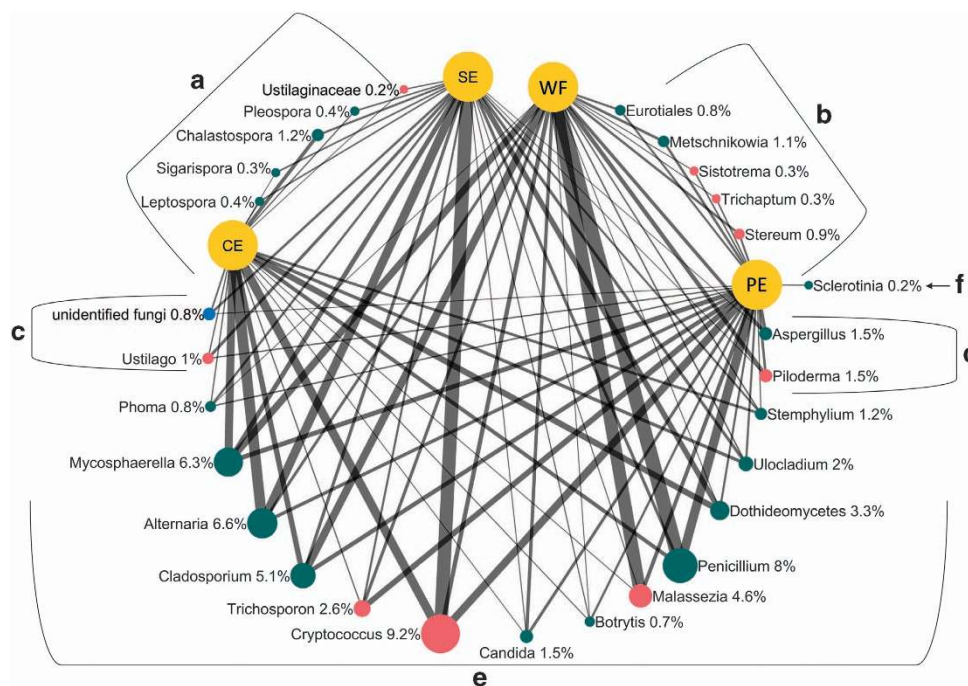 SE
WF
a
Ustilaginaceae 0.2%
Pleospora 0.4%
Chalastospora 1.2%
Sigarispora 0.3%
Leptospora 0.4%
CE
Eurotiales 0.8%
b
Metschnikowia 1.1%
Sistotrema 0.3%
Trichaptum 0.3%
Stereum 0.9%
PE
Sclerotinia 0.2%
f
c
unidentified fungi 0.8%
Ustilago 1%
Aspergillus 1.5%
Piloderma 1.5%
Phoma 0.8%
Stemphylium 1.2%
Mycosphaerella 6.3%
Ulocladium 2%
Alternaria 6.6%
Dothideomycetes 3.3%
Cladosporium 5.1%
Penicillium 8%
Trichosporon 2.6%
Malassezia 4.6%
Cryptococcus 9.2%
Botrytis 0.7%
Candida 1.5%
e